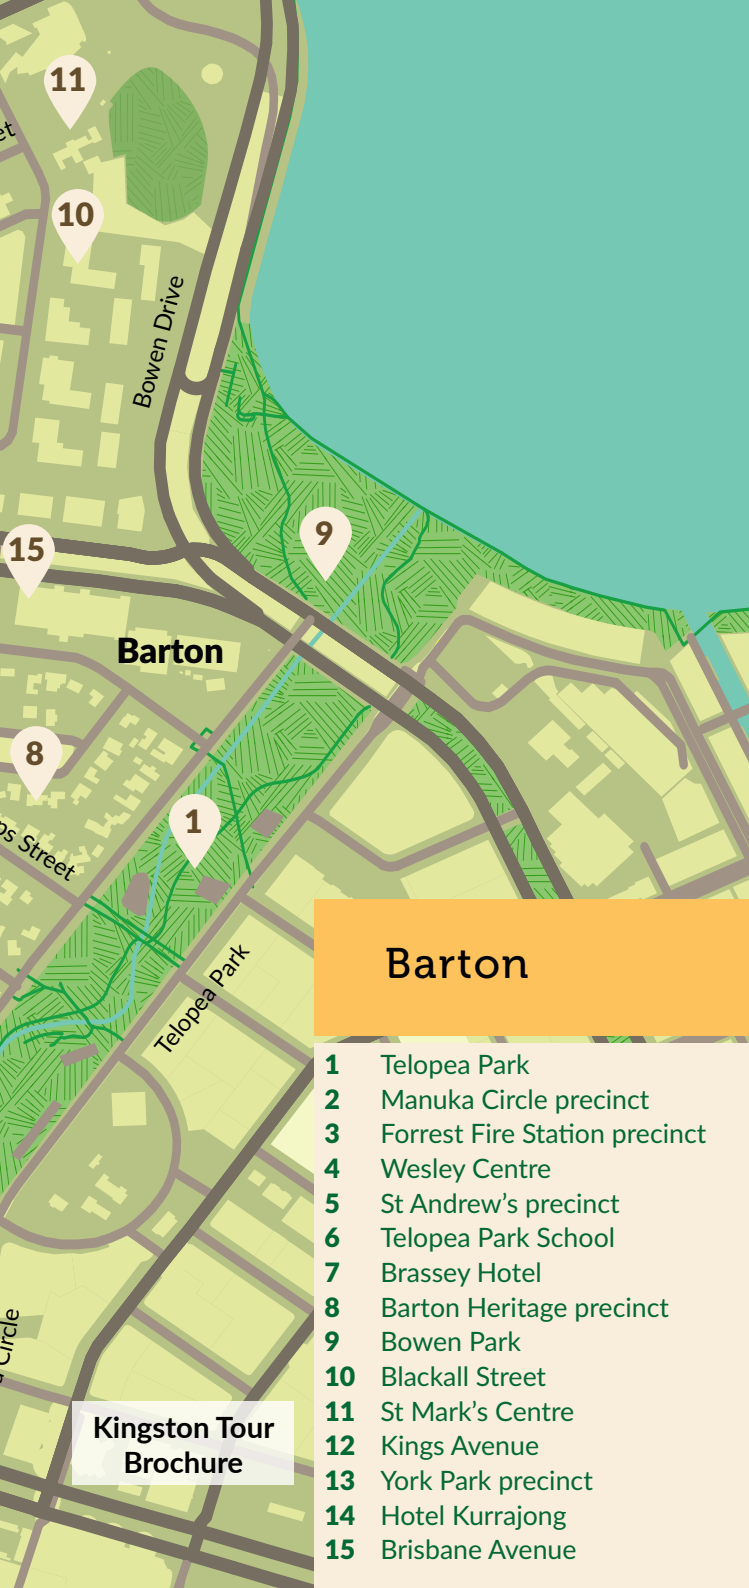 11
10
Bowen Drive
15
9
Barton
8
1
Street
Telopea Park
Circle
Kingston Tour
Brochure
Barton
1 Telopea Park
2 Manuka Circle precinct
3 Forrest Fire Station precinct
4 Wesley Centre
5 St Andrew’s precinct
6 Telopea Park School
7 Brassey Hotel
8 Barton Heritage precinct
9 Bowen Park
10 Blackall Street
11 St Mark’s Centre
12 Kings Avenue
13 York Park precinct
14 Hotel Kurrajong
15 Brisbane Avenue